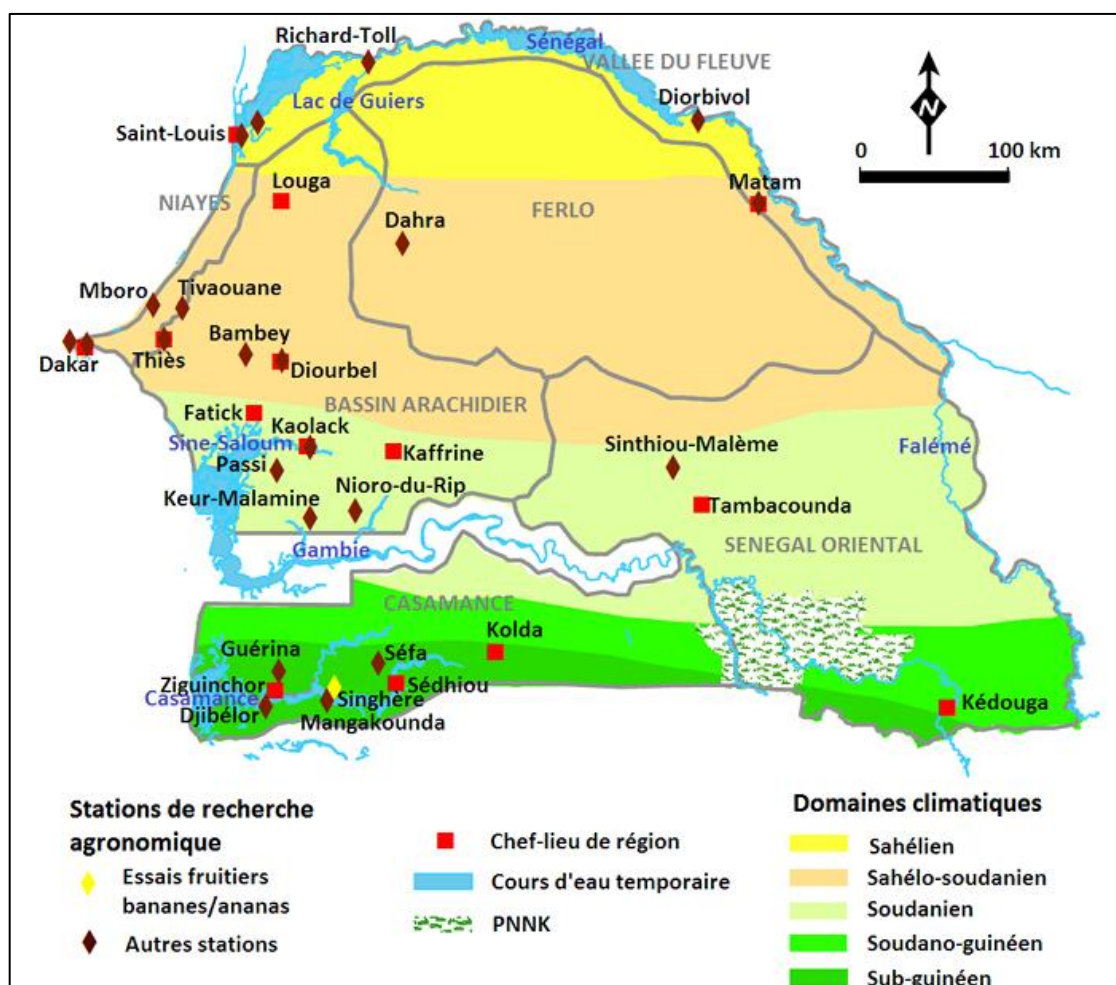 Richard-Toll
Sénégal
VALLEE DU FLEUVE
Lac de Guiers
Diorbivol
N
Saint-Louis
0 100 km
Louga
Matam
NIAYES
FERLO
Dahra
Mboro
Tivaouane
Bambey
Dakar
Thiès
Diourbel
BASSIN ARACHIDIER
Fatick
Kaolack
Sine-Saloum
Kaffrine
Sinthiou-Malème
Falémé
Passi
Keur-Malamine
Nioro-du-Rip
Tambacounda
Gambie
SENEGAL ORIENTAL
CASAMANCE
Kolda
Guérina
Séfa
Ziguinchor
Sédhiou
Casamance
Singhère
Kédouga
Djibélor
Mangakounda
Stations de recherche
agronomique
Essais fruitiers
bananes/ananas
Autres stations
Chef-lieu de région
Cours d'eau temporaire
PNNK
Domaines climatiques
Sahélien
Sahélo-soudanien
Soudanien
Soudano-guinéen
Sub-guinéen